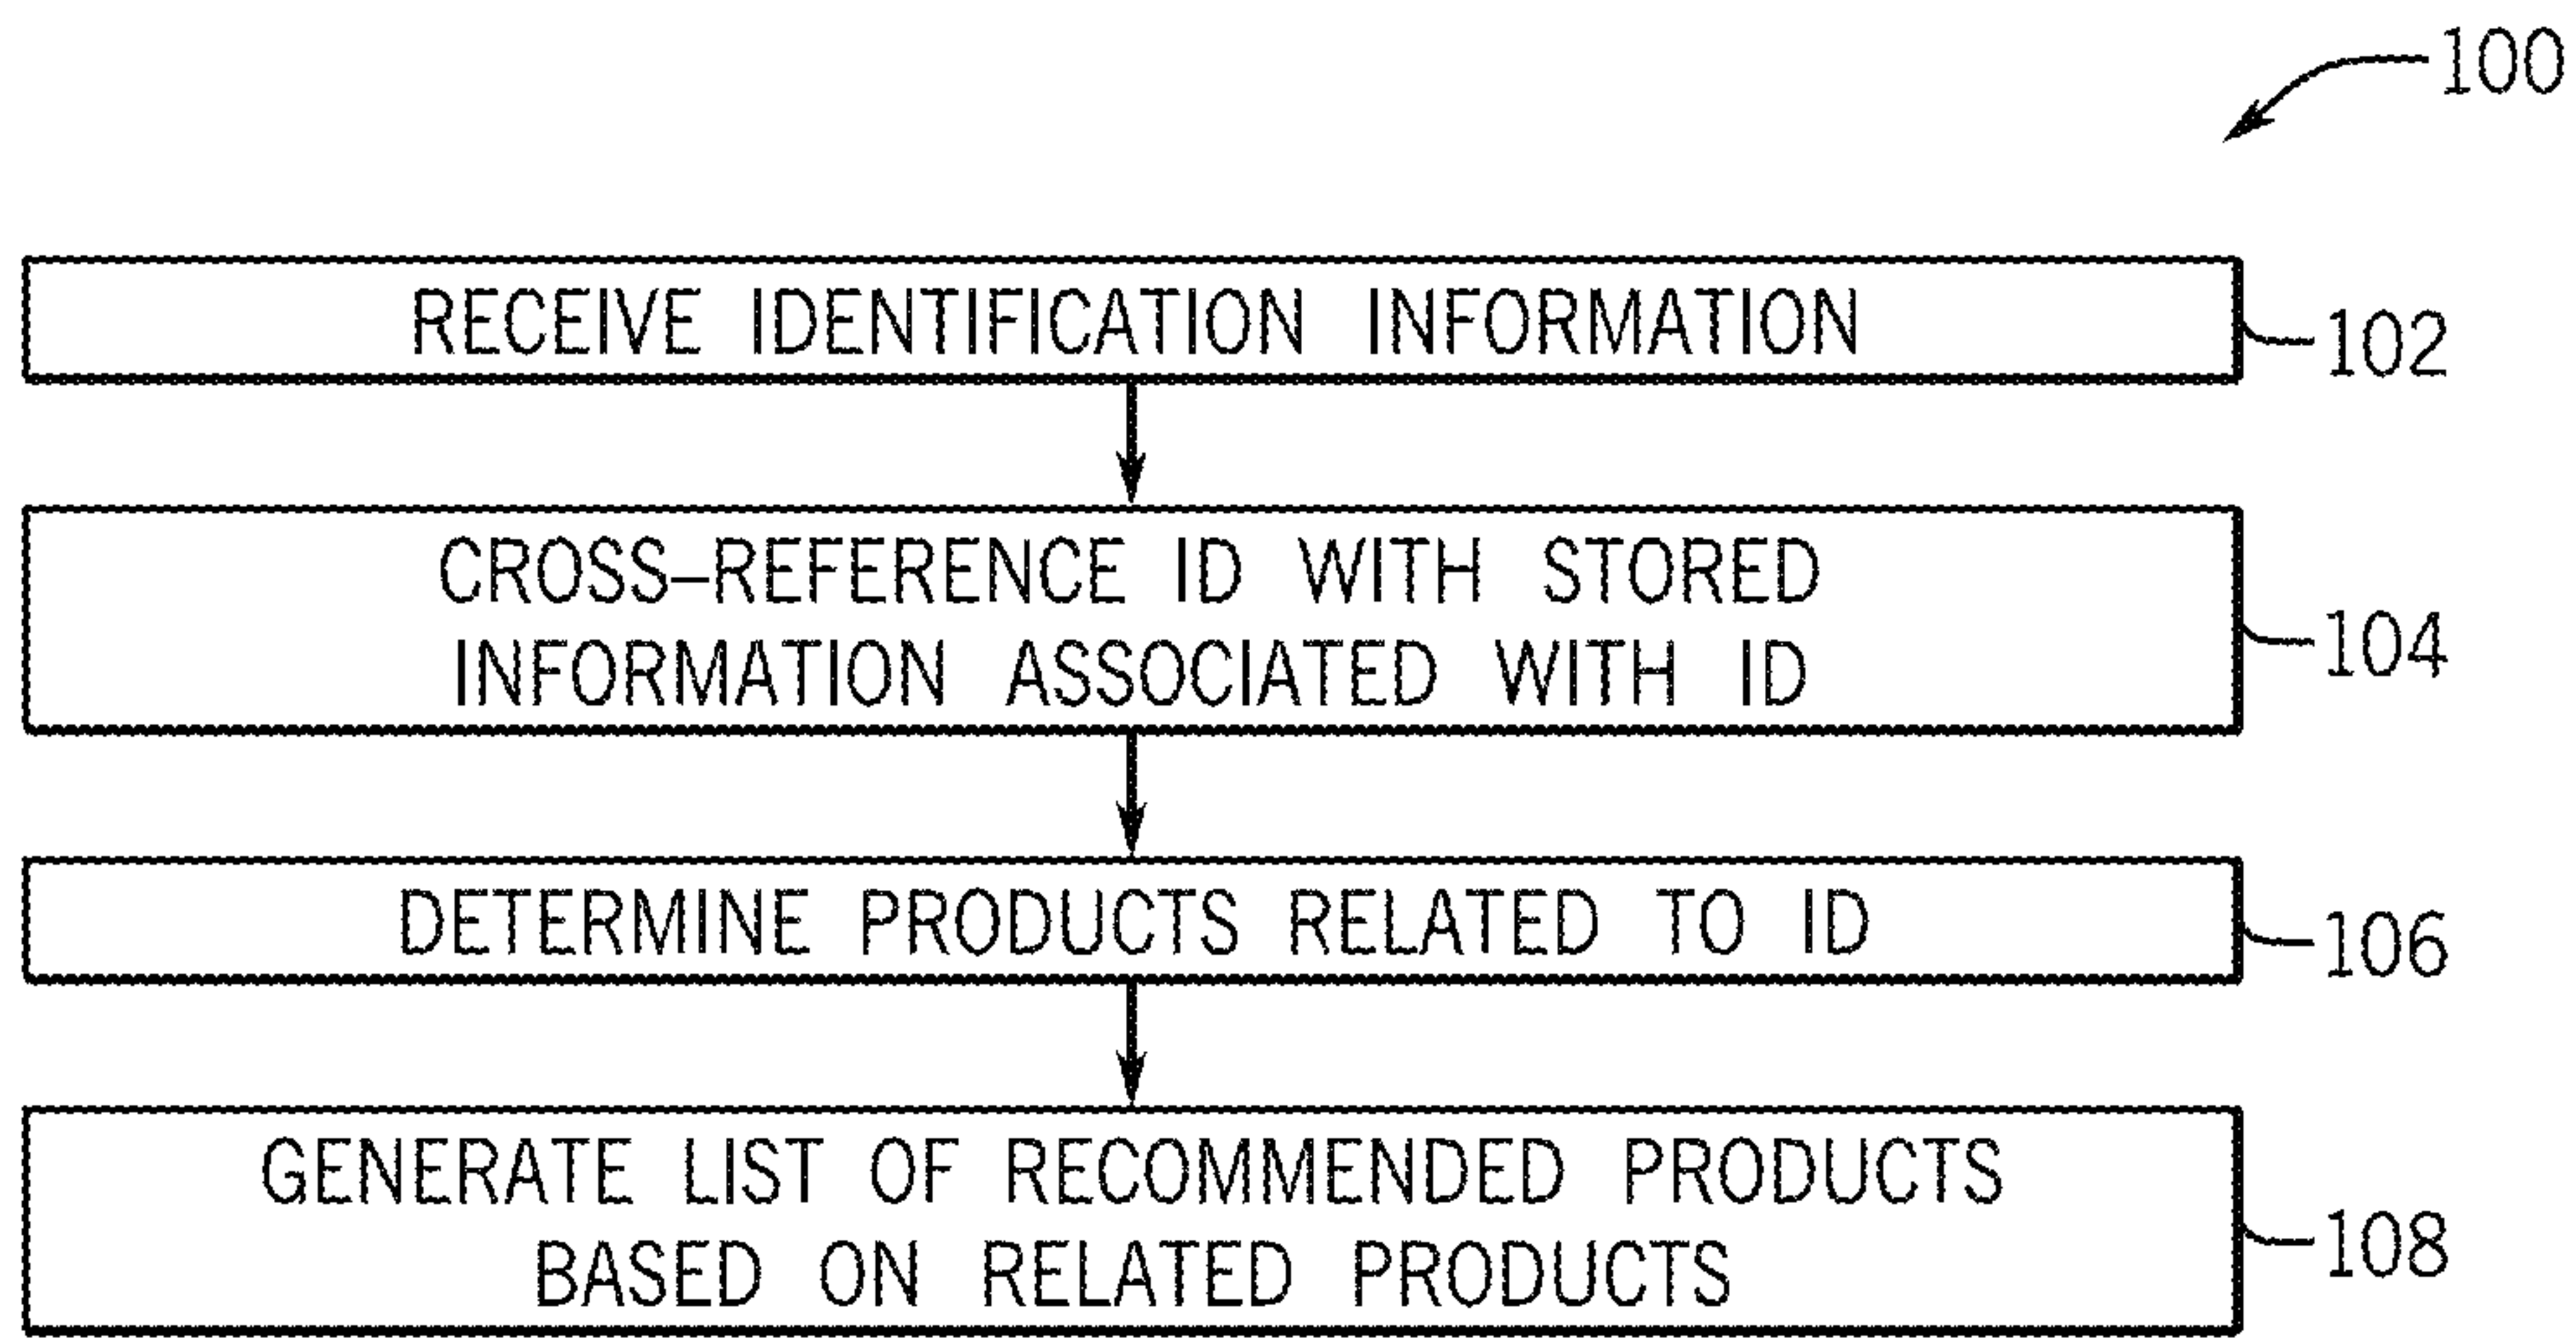 100
RECEIVE IDENTIFICATION INFORMATION
102
CROSS–REFERENCE ID WITH STORED
INFORMATION ASSOCIATED WITH ID
104
DETERMINE PRODUCTS RELATED TO ID
106
GENERATE LIST OF RECOMMENDED PRODUCTS
BASED ON RELATED PRODUCTS
108